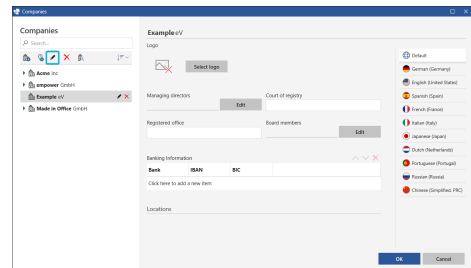 Companies
Companies
Search...
Acme Inc
empower GmbH
Example eV
Made in Office GmbH
Example eV
Logo
Select logo
Managing directors
Edit
Court of registry
Registered office
Board members
Edit
Banking Information
Bank IBAN BIC
Click here to add a new item
Locations
Default
German (Germany)
English (United States)
Spanish (Spain)
French (France)
Italian (Italy)
Japanese (Japan)
Dutch (Netherlands)
Portuguese (Portugal)
Russian (Russia)
Chinese (Simplified, PRC)
OK Cancel